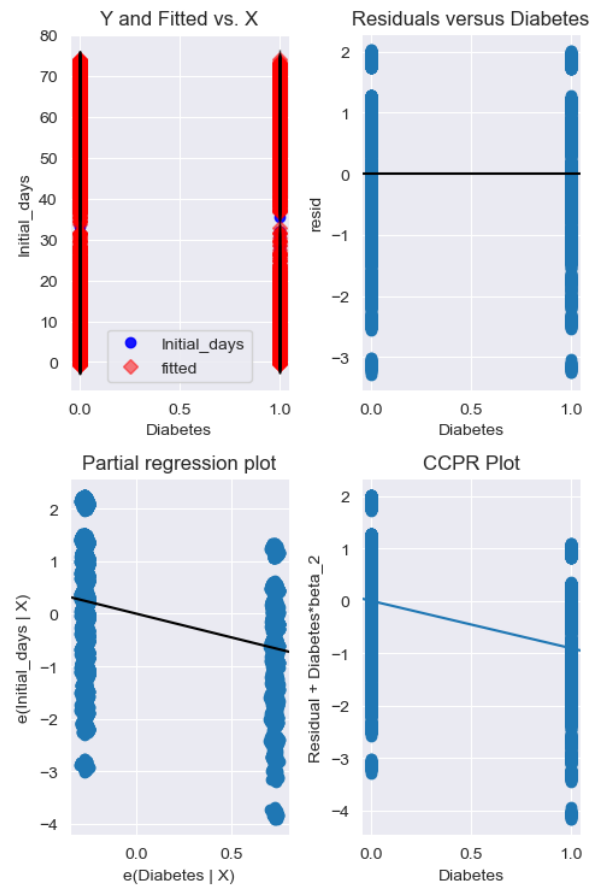 Y and Fitted vs. X
80
70
60
50
40
30
20
10
0
Initial_days
Initial_days
fitted
0.0
0.5
1.0
Diabetes
Residuals versus Diabetes
2
1
0
−1
−2
−3
resid
0.0
0.5
1.0
Diabetes
Partial regression plot
2
1
0
−1
−2
−3
−4
e(Initial_days | X)
0.0
0.5
e(Diabetes | X)
CCPR Plot
2
1
0
−1
−2
−3
−4
Residual + Diabetes*beta_2
0.0
0.5
1.0
Diabetes